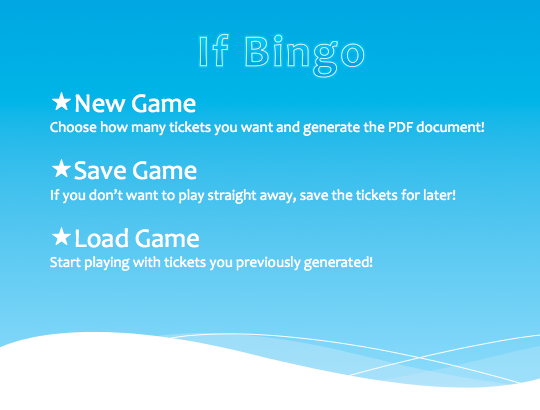 If Bingo
★New Game
Choose how many tickets you want and generate the PDF document!
★Save Game
If you don’t want to play straight away, save the tickets for later!
★Load Game
Start playing with tickets you previously generated!